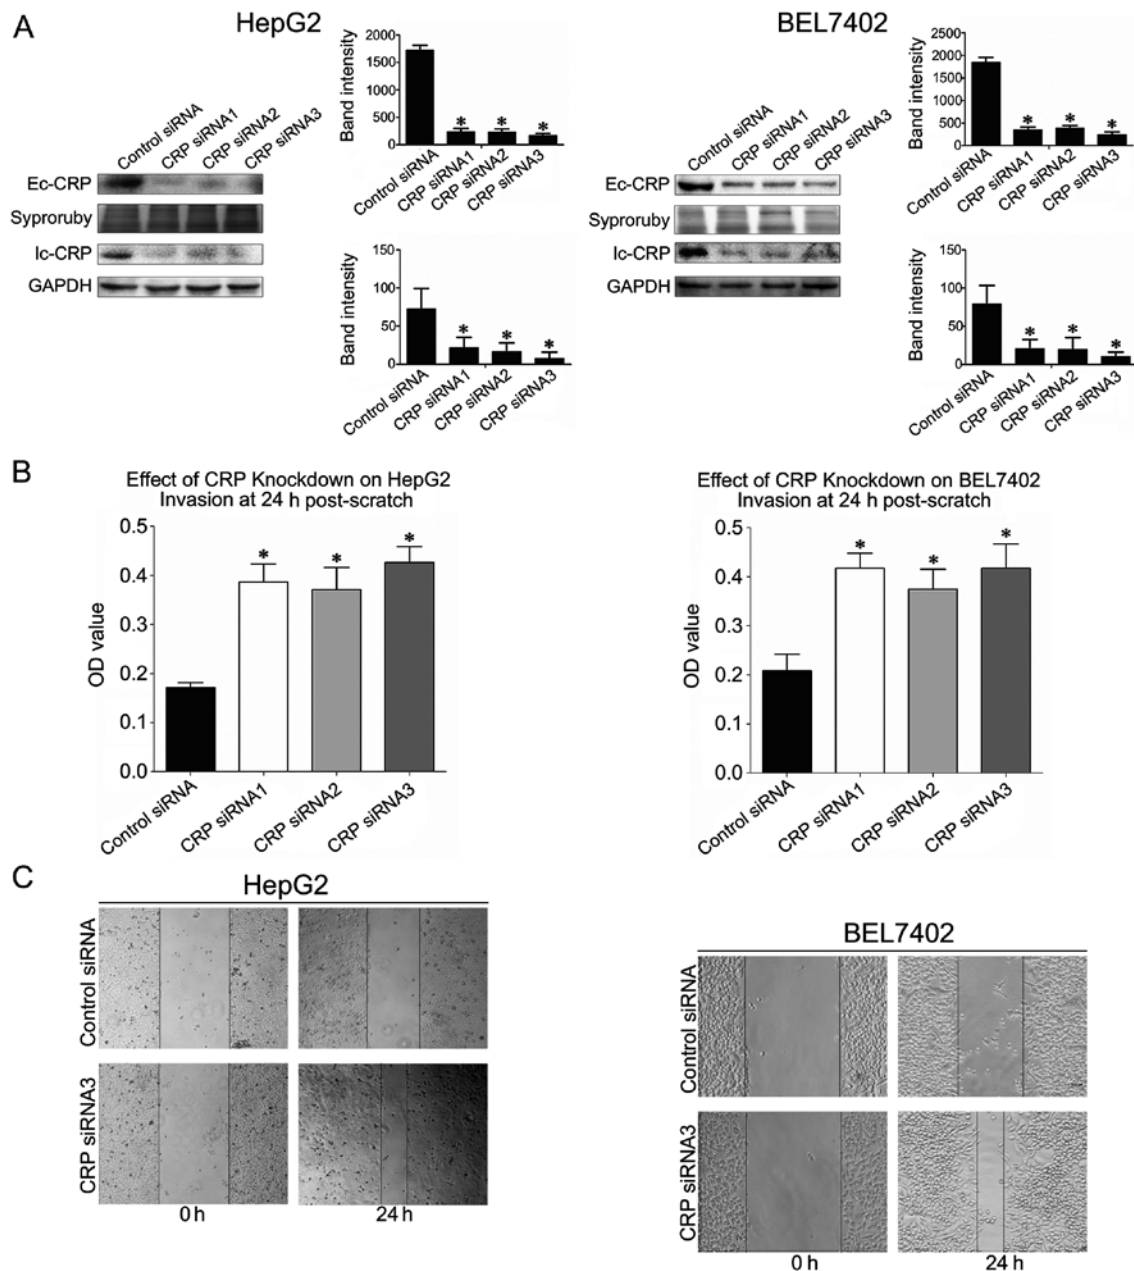 A
HepG2
Control siRNA
CRP siRNA1
CRP siRNA2
CRP siRNA3
Ec-CRP
Syproruby
Ic-CRP
GAPDH
Band intensity
2000
1500
1000
500
0
*
*
*
Control siRNA
CRP siRNA1
CRP siRNA2
CRP siRNA3
Band intensity
150
100
50
0
*
*
*
Control siRNA
CRP siRNA1
CRP siRNA2
CRP siRNA3
BEL7402
Control siRNA
CRP siRNA1
CRP siRNA2
CRP siRNA3
Ec-CRP
Syproruby
Ic-CRP
GAPDH
Band intensity
2500
2000
1500
1000
500
0
*
*
*
Control siRNA
CRP siRNA1
CRP siRNA2
CRP siRNA3
Band intensity
150
100
50
0
*
*
*
Control siRNA
CRP siRNA1
CRP siRNA2
CRP siRNA3
B
Effect of CRP Knockdown on HepG2
Invasion at 24 h post-scratch
OD value
0.5
0.4
0.3
0.2
0.1
0.0
*
*
*
Control siRNA
CRP siRNA1
CRP siRNA2
CRP siRNA3
Effect of CRP Knockdown on BEL7402
Invasion at 24 h post-scratch
OD value
0.5
0.4
0.3
0.2
0.1
0.0
*
*
*
Control siRNA
CRP siRNA1
CRP siRNA2
CRP siRNA3
C
HepG2
Control siRNA
CRP siRNA3
0 h
24 h
BEL7402
Control siRNA
CRP siRNA3
0 h
24 h